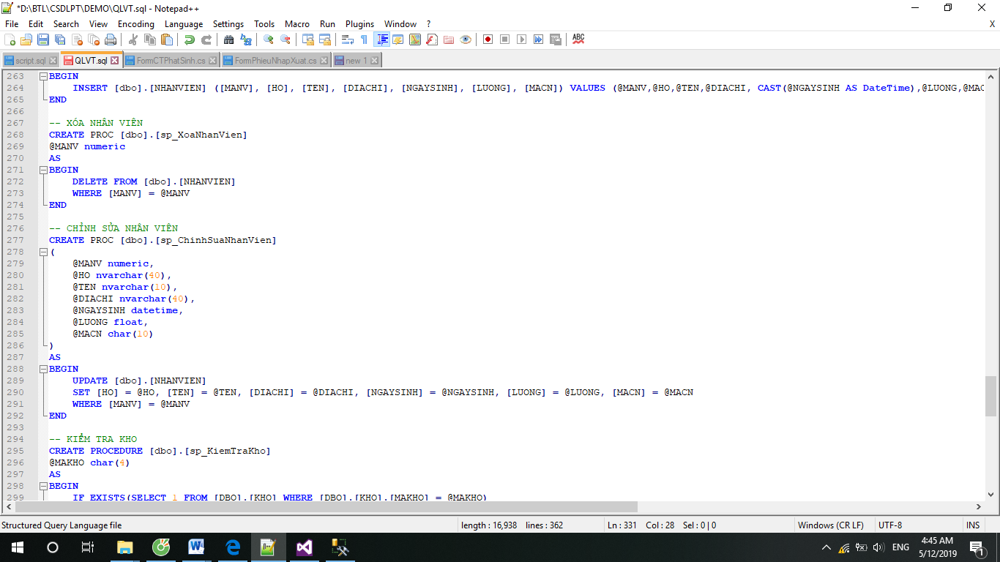 *D:\BTL\CSDLPT\DEMO\QLVT.sql - Notepad++
File Edit Search View Encoding Language Settings Tools Macro Run Plugins Window ? X
script.sql QLVT.sql FormCTPhatSinh.cs FormPhieuNhapXuat.cs new 1
263 BEGIN
264 INSERT [dbo].[NHANVIEN] ([MANV], [HO], [TEN], [DIACHI], [NGAYSINH], [LUONG], [MACN]) VALUES (@MANV,@HO,@TEN,@DIACHI, CAST(@NGAYSINH AS DateTime),@LUONG,@MAC
265 END
266
267 -- XÓA NHÂN VIÊN
268 CREATE PROC [dbo].[sp_XoaNhanVien]
269 @MANV numeric
270 AS
271 BEGIN
272 DELETE FROM [dbo].[NHANVIEN]
273 WHERE [MANV] = @MANV
274 END
275
276 -- CHỈNH SỬA NHÂN VIÊN
277 CREATE PROC [dbo].[sp_ChinhSuaNhanVien]
278 (
279 @MANV numeric,
280 @HO nvarchar(40),
281 @TEN nvarchar(10),
282 @DIACHI nvarchar(40),
283 @NGAYSINH datetime,
284 @LUONG float,
285 @MACN char(10)
286 )
287 AS
288 BEGIN
289 UPDATE [dbo].[NHANVIEN]
290 SET [HO] = @HO, [TEN] = @TEN, [DIACHI] = @DIACHI, [NGAYSINH] = @NGAYSINH, [LUONG] = @LUONG, [MACN] = @MACN
291 WHERE [MANV] = @MANV
292 END
293
294 -- KIỂM TRA KHO
295 CREATE PROCEDURE [dbo].[sp_KiemTraKho]
296 @MAKHO char(4)
297 AS
298 BEGIN
299 IF EXISTS(SELECT 1 FROM [DBO].[KHO] WHERE [DBO].[KHO].[MAKHO] = @MAKHO)
Structured Query Language file length : 16,938 lines : 362 Ln : 331 Col : 28 Sel : 0 | 0 Windows (CR LF) UTF-8 INS
ENG
4:45 AM
5/12/2019
1